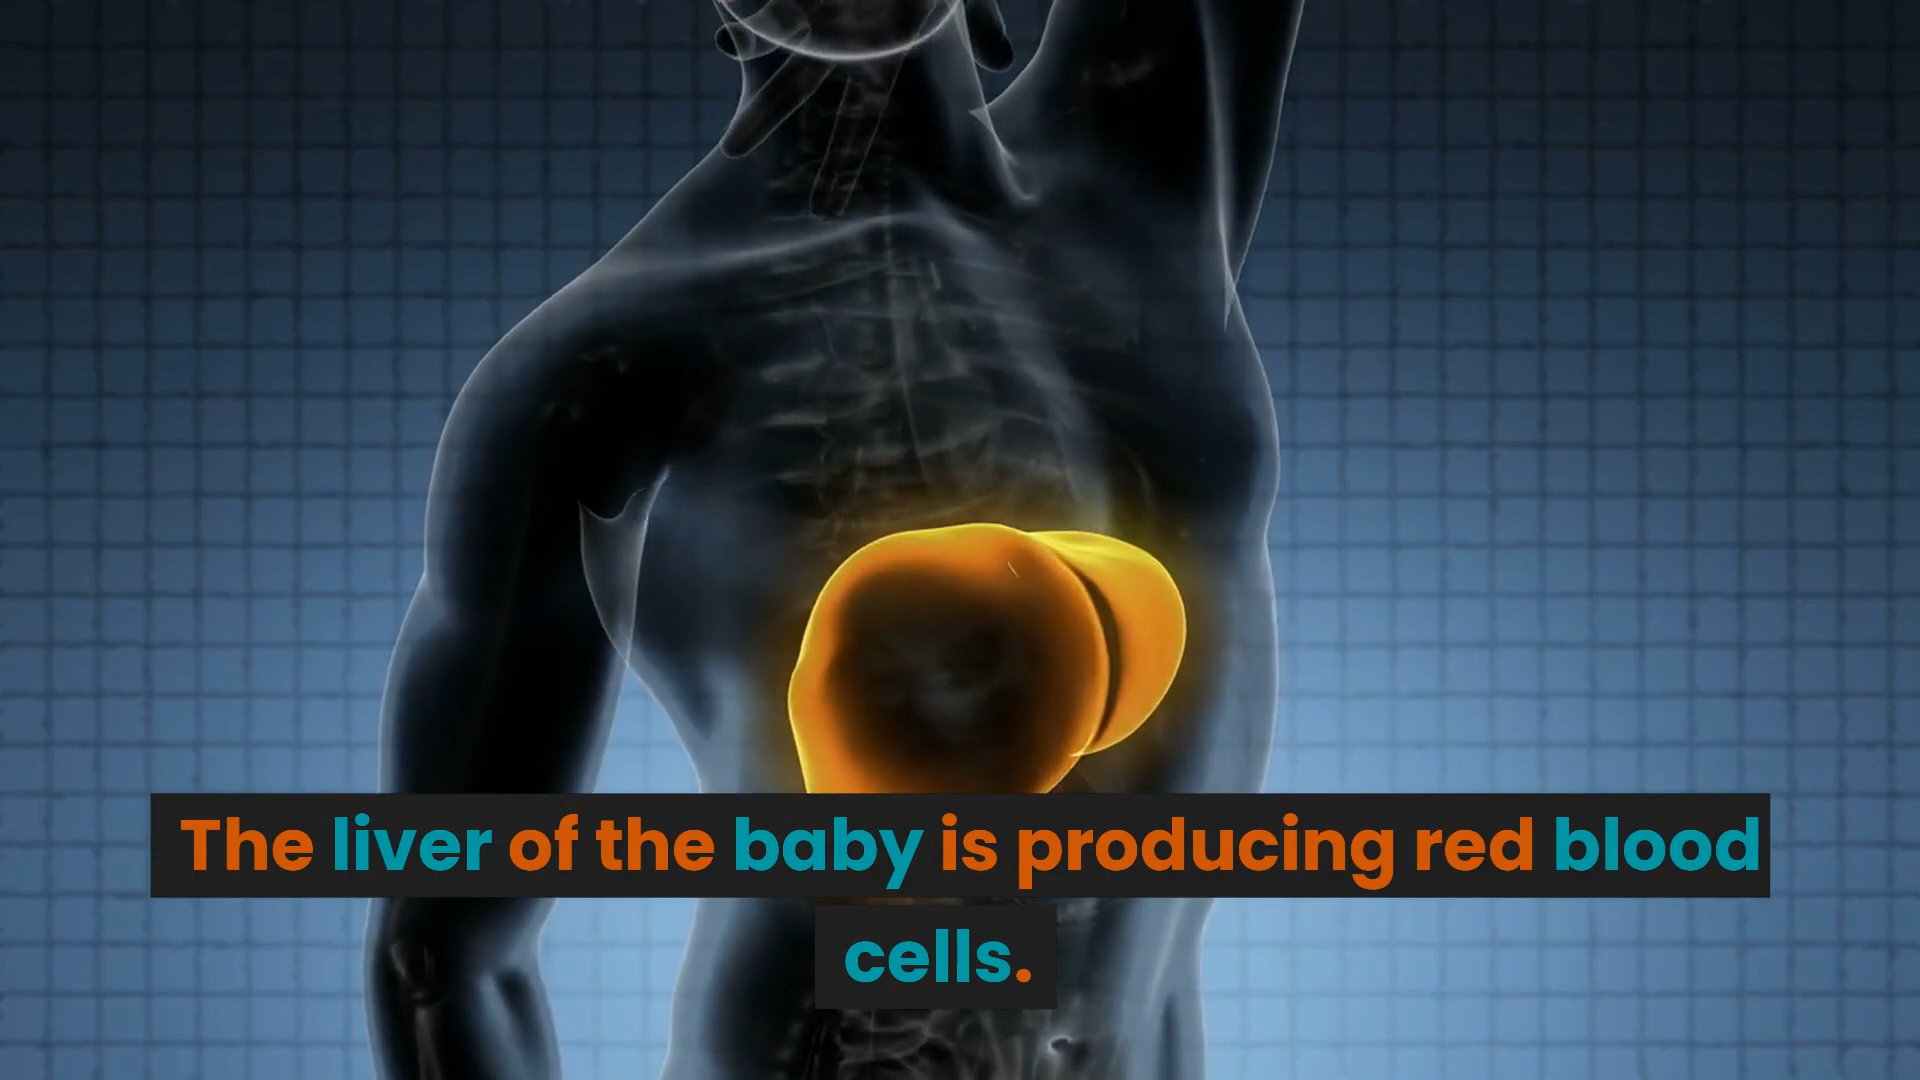 The liver of the baby is producing red blood
cells.